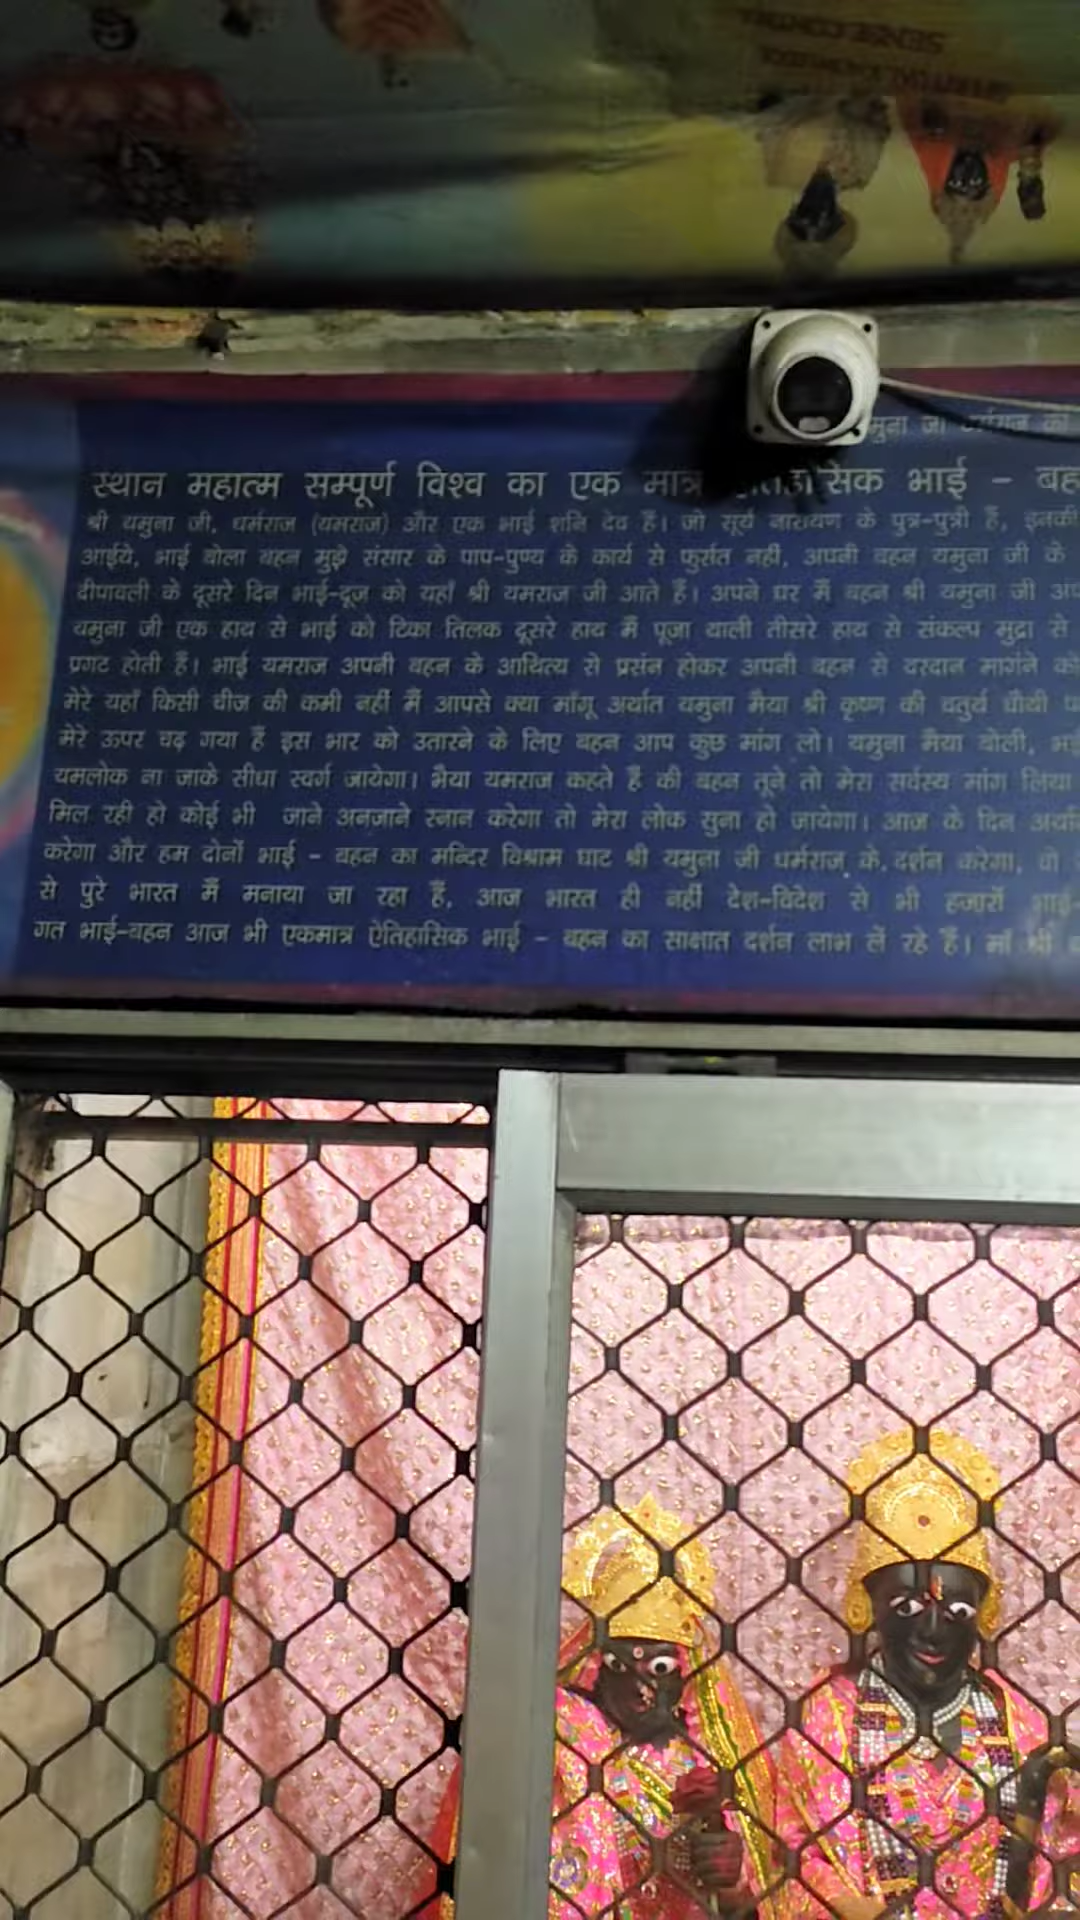 स्थान महात्म सम्पूर्ण विश्व का एक मात्र भाई - बह
श्री यमुना जी, धर्मराज (यमराज) और एक भाई शनि देव है। जो सूर्य नारायण के पुत्र-पुत्री है, इनकी
आईये, भाई बोला बहन मुझे संसार के पाप-पुण्य के कार्य से फुर्सत नहीं, अपनी बहन यमुना जी के
दीपावली के दूसरे दिन भाई-दूज को यहाँ श्री यमराज जी आते हैं। अपने घर में बहन श्री यमुना जी
यमुना जी एक हाथ से भाई को टिका तिलक दूसरे हाथ में पूजा थाली तीसरे हाथ से संकल्प मुद्रा से
प्रगट होती है। भाई यमराज अपनी बहन के आथित्य से प्रसंन होकर अपनी बहन से वरदान मागंने को
मेरे यहाँ किसी चीज की कमी नहीं मैं आपसे क्या माँगू अर्थात यमुना मैया श्री कृष्ण की चतुर्थ चौथी
मेरे ऊपर चढ़ गया हैं इस भार को उतारने के लिए बहन आप कुछ मांग लो। यमुना मैया बोली,
यमलोक ना जाके सीधा स्वर्ग जायेगा। भैया यमराज कहते हैं की बहन तूने तो मेरा सर्वस्य मांग लिया
मिल रही हो कोई भी जाने अनजाने स्नान करेगा तो मेरा लोक सुना हो जायेगा। आज के दिन
करेगा और हम दोनों भाई - बहन का मन्दिर विश्राम घाट श्री यमुना जी धर्मराज के दर्शन करेगा, वो
से पुरे भारत में मनाया जा रहा हैं, आज भारत ही नहीं देश-विदेश से भी हजारों भाई-
गत भाई-बहन आज भी एकमात्र ऐतिहासिक भाई - बहन का साक्षात दर्शन लाभ लें रहे है। माँ श्री